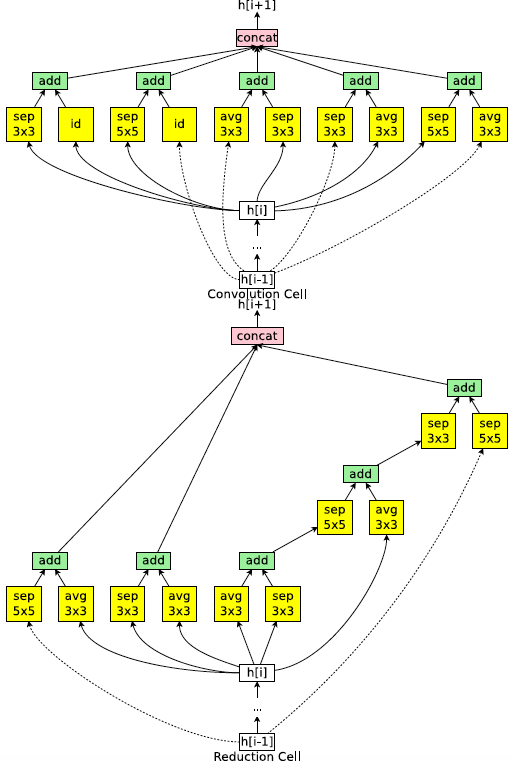 h[i+1]
concat
add add add add add
sep 3x3 id sep 5x5 id avg 3x3 sep 3x3 sep 3x3 avg 3x3 sep 5x5 avg 3x3
h[i]
...
h[i-1]
Convolution Cell
h[i+1]
concat
add
sep 3x3 sep 5x5
add
sep 5x5 avg 3x3
add add add
sep 5x5 avg 3x3 sep 3x3 avg 3x3 avg 3x3 sep 3x3
h[i]
...
h[i-1]
Reduction Cell